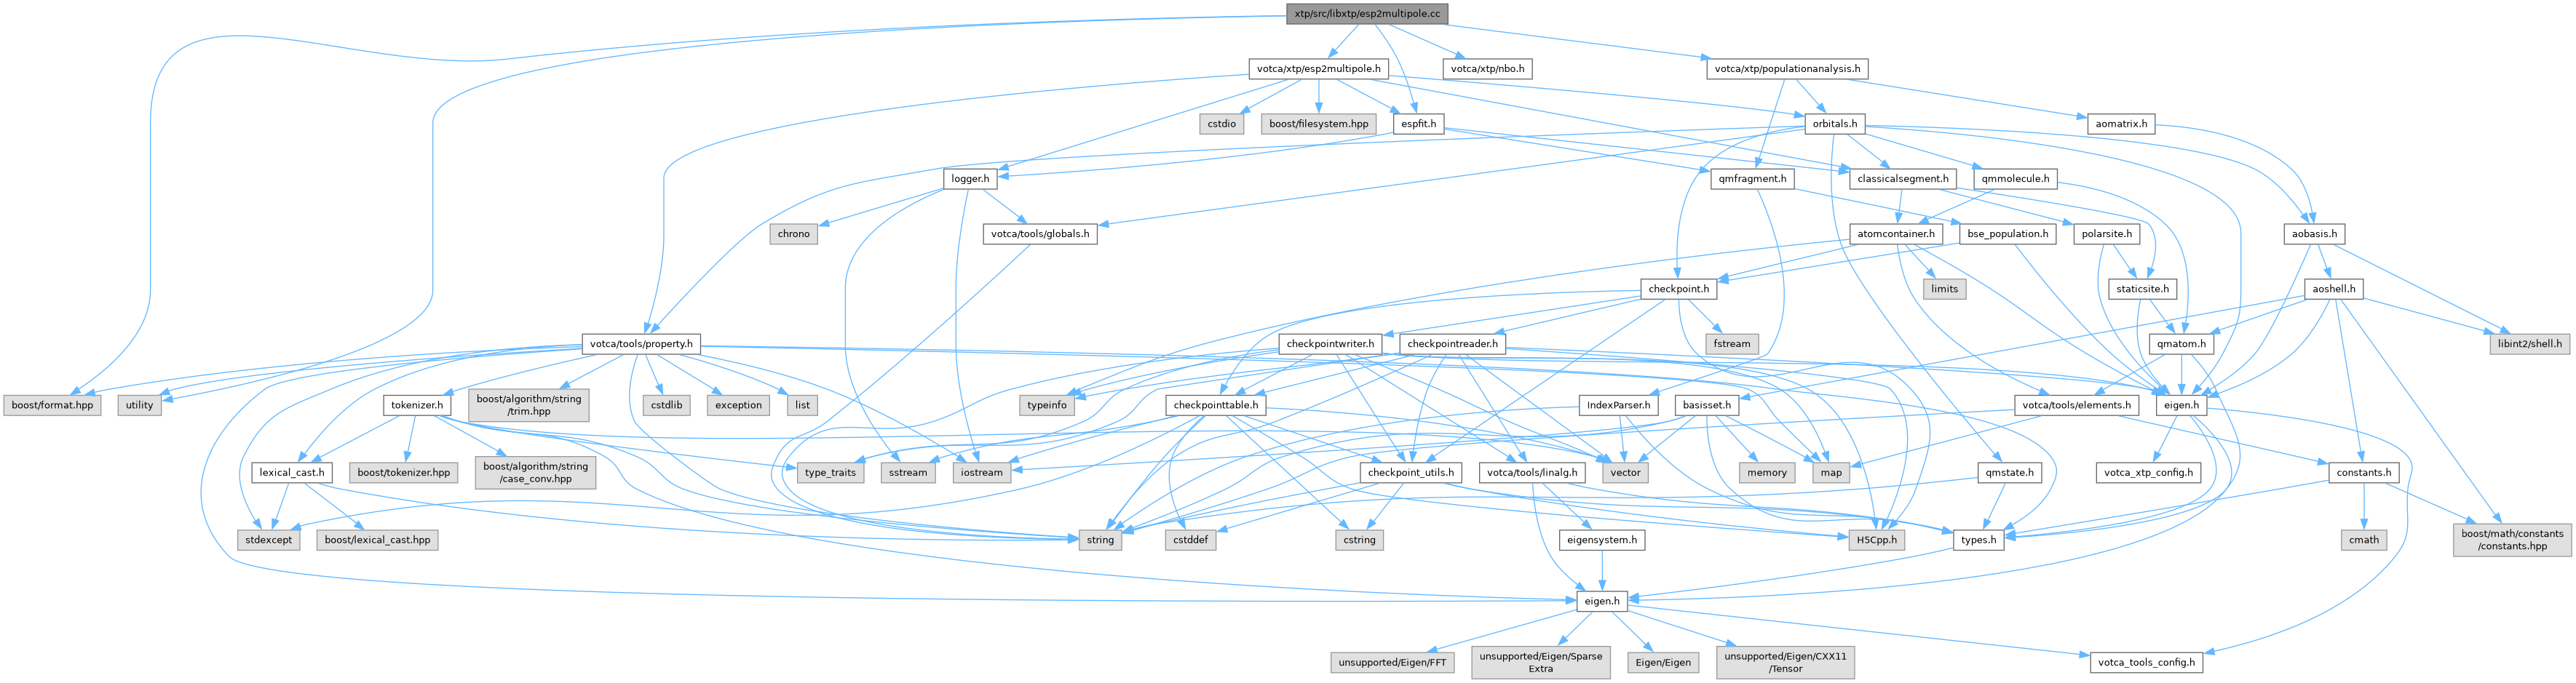 xtp/src/libxtp/esp2multipole.cc
votca/xtp/esp2multipole.h
votca/xtp/nbo.h
votca/xtp/populationanalysis.h
cstdio
boost/filesystem.hpp
espfit.h
orbitals.h
aomatrix.h
logger.h
qmfragment.h
classicalsegment.h
qmmolecule.h
chrono
votca/tools/globals.h
atomcontainer.h
bse_population.h
polarsite.h
aobasis.h
checkpoint.h
limits
staticsite.h
aoshell.h
votca/tools/property.h
checkpointwriter.h
checkpointreader.h
fstream
qmatom.h
libint2/shell.h
boost/format.hpp
utility
tokenizer.h
boost/algorithm/string
/trim.hpp
cstdlib
exception
list
typeinfo
checkpointtable.h
IndexParser.h
basisset.h
votca/tools/elements.h
eigen.h
lexical_cast.h
boost/tokenizer.hpp
boost/algorithm/string
/case_conv.hpp
type_traits
sstream
iostream
checkpoint_utils.h
votca/tools/linalg.h
vector
memory
map
qmstate.h
votca_xtp_config.h
constants.h
stdexcept
boost/lexical_cast.hpp
string
cstddef
cstring
eigensystem.h
H5Cpp.h
types.h
cmath
boost/math/constants
/constants.hpp
eigen.h
unsupported/Eigen/FFT
unsupported/Eigen/Sparse
Extra
Eigen/Eigen
unsupported/Eigen/CXX11
/Tensor
votca_tools_config.h